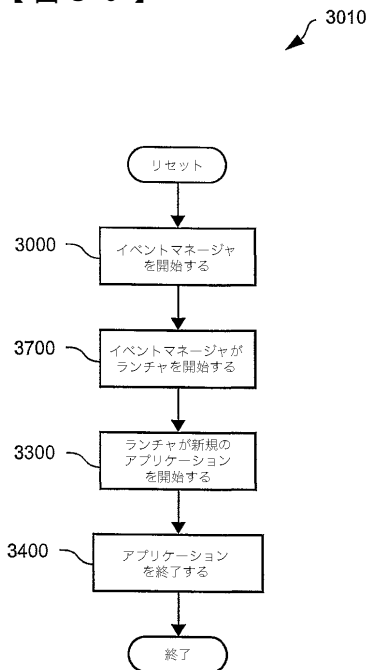 3010
リセット
3000
イベントマネージャ
を開始する
3700
イベントマネージャが
ランチャを開始する
3300
ランチャが新規の
アプリケーション
を開始する
3400
アプリケーション
を終了する
終了